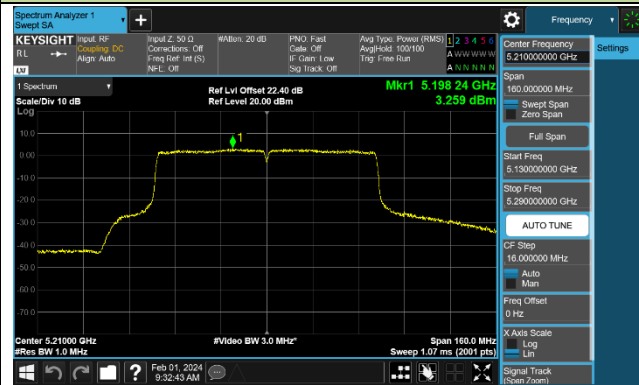 Spectrum Analyzer 1
Swept SA
+
Frequency
KEYSIGHT
RL
LXI
Input: RF
Coupling: DC
Align: Auto
Input Z: 50 Ω
Corrections: Off
Freq Ref: Int (S)
NFE: Off
#Atten: 20 dB
PNO: Fast
Gate: Off
IF Gain: Low
Sig Track: Off
Avg Type: Power (RMS)
Avg|Hold: 100/100
Trig: Free Run
1 2 3 4 5 6
A W W W W W
A N N N N N
1 Spectrum
Scale/Div 10 dB
Log
Ref Lvl Offset 22.40 dB
Ref Level 20.00 dBm
Mkr1 5.198 24 GHz
3.259 dBm
1
10.0
0.00
-10.0
-20.0
-30.0
-40.0
-50.0
-60.0
-70.0
Center 5.21000 GHz
#Res BW 1.0 MHz
#Video BW 3.0 MHz*
Span 160.0 MHz
Sweep 1.07 ms (2001 pts)
Feb 01, 2024
9:32:43 AM
?
Center Frequency
5.210000000 GHz
Span
160.000000 MHz
Swept Span
Zero Span
Full Span
Start Freq
5.130000000 GHz
Stop Freq
5.290000000 GHz
AUTO TUNE
CF Step
16.000000 MHz
Auto
Man
Freq Offset
0 Hz
X Axis Scale
Log
Lin
Signal Track
(Span Zoom)
Settings